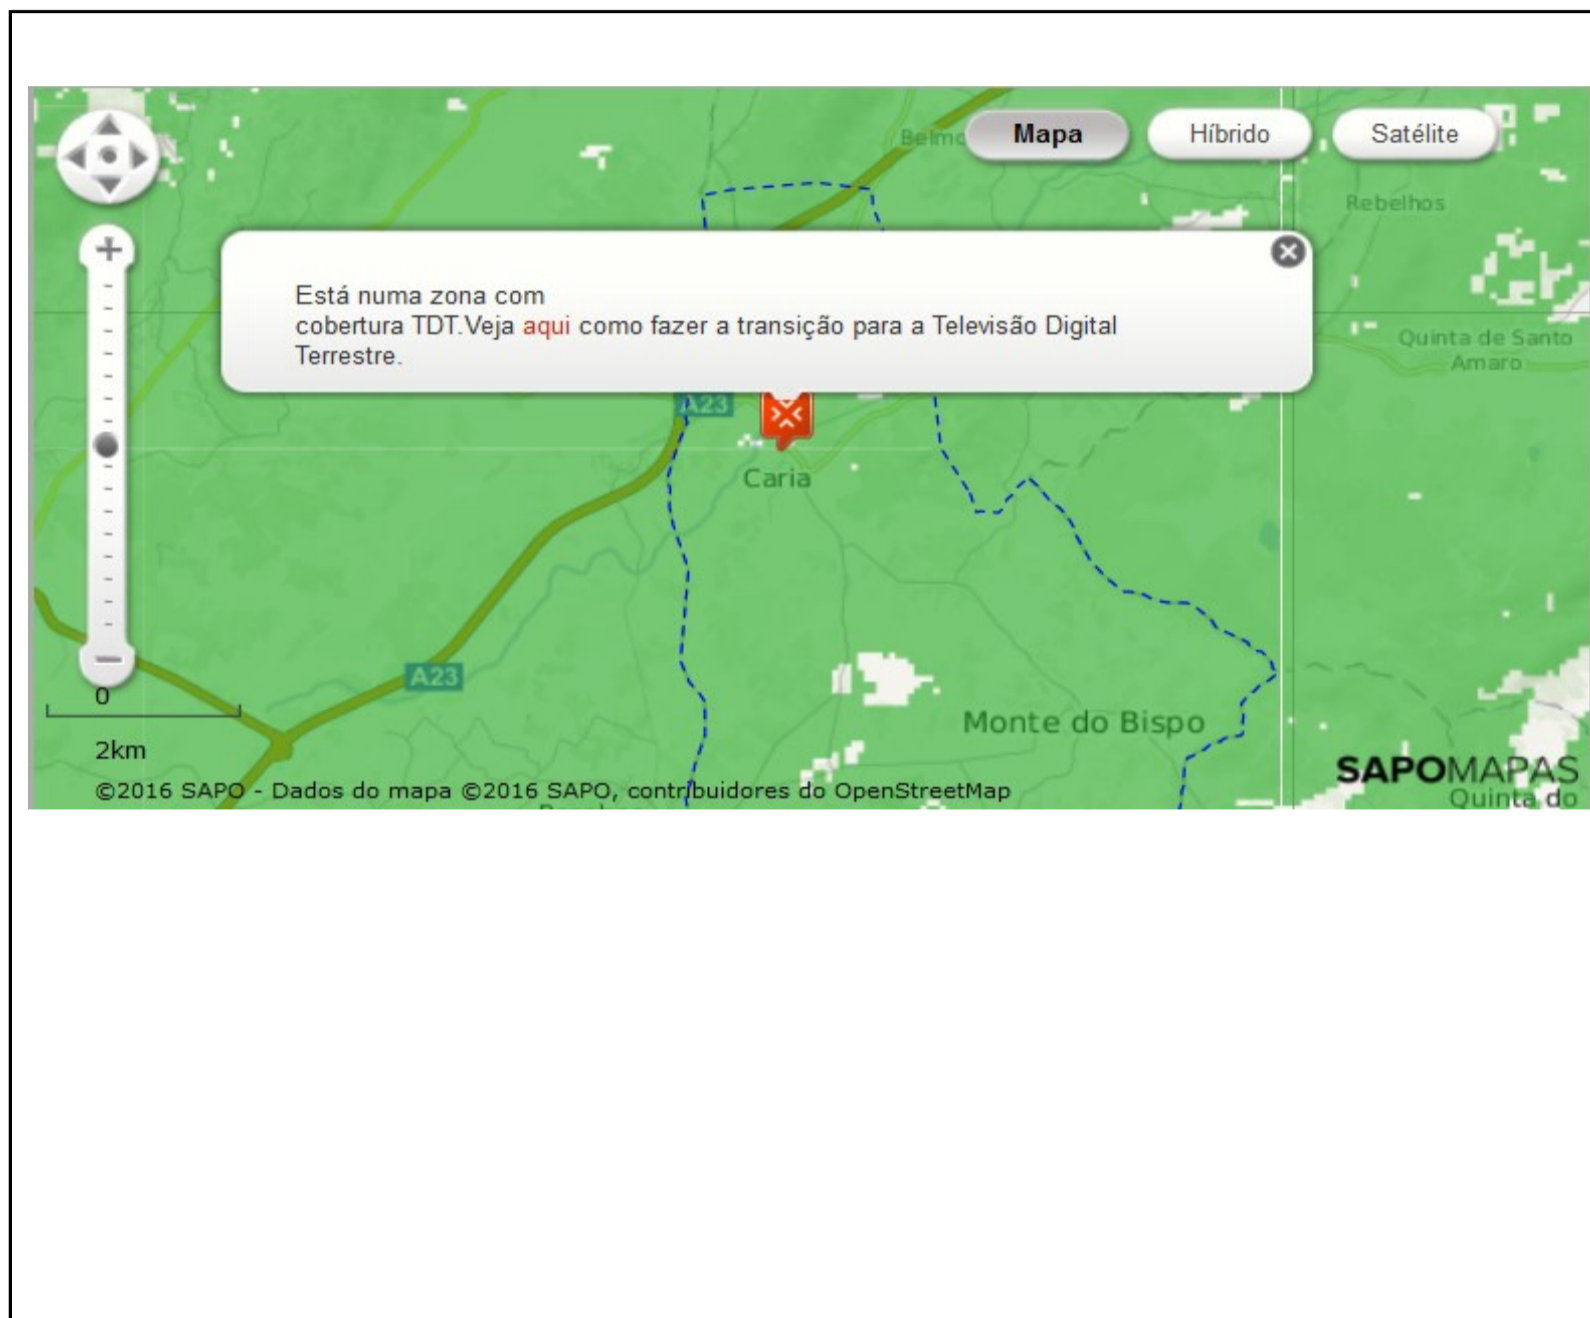 Mapa
Híbrido
Satélite
Rebelhos
Está numa zona com
cobertura TDT.Veja aqui como fazer a transição para a Televisão Digital
Terrestre.
Quinta de Santo
Amaro
A23
Caria
A23
Monte do Bispo
0
2km
SAPOMAPAS
©2016 SAPO - Dados do mapa ©2016 SAPO, contribuidores do OpenStreetMap
Quinta do